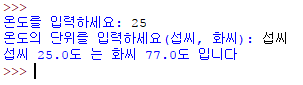 >>>
온도를 입력하세요: 25
온도의 단위를 입력하세요(섭씨, 화씨): 섭씨
섭씨 25.0도 는 화씨 77.0도 입니다
>>>